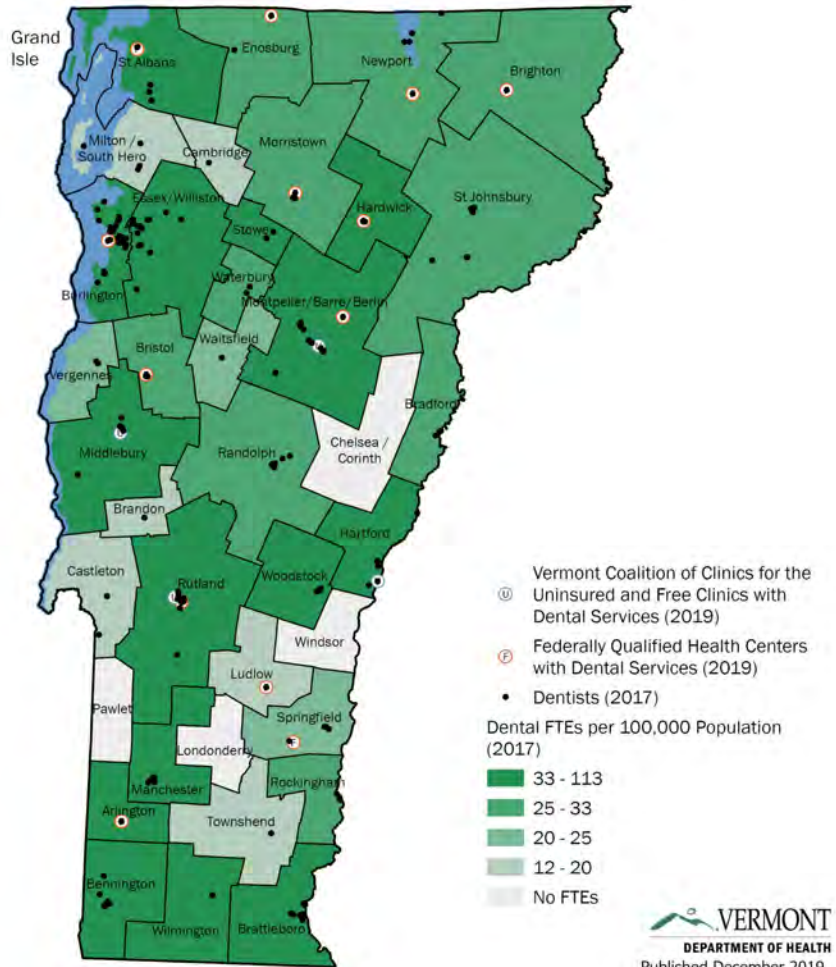 Grand
Isle
St Albans
Enosburg
Newport
Brighton
Milton /
South Hero
Cambridge
Morristown
Essex/Williston
Hardwick
St Johnsbury
Stowe
Waterbury
Burlington
Montpelier/Barre/Berlin
Waitsfield
Bristol
Vergennes
Bradford
Chelsea /
Corinth
Randolph
Middlebury
Brandon
Hartford
Castleton
Rutland
Woodstock
Windsor
Ludlow
Pawlet
Springfield
F
Londonderry
Manchester
Rockingham
Arlington
Townshend
Bennington
Wilmington
Brattleboro
U Vermont Coalition of Clinics for the
Uninsured and Free Clinics with
Dental Services (2019)
F Federally Qualified Health Centers
with Dental Services (2019)
Dentists (2017)
Dental FTEs per 100,000 Population
(2017)
33 - 113
25 - 33
20 - 25
12 - 20
No FTEs
VERMONT
DEPARTMENT OF HEALTH
Published December 2019